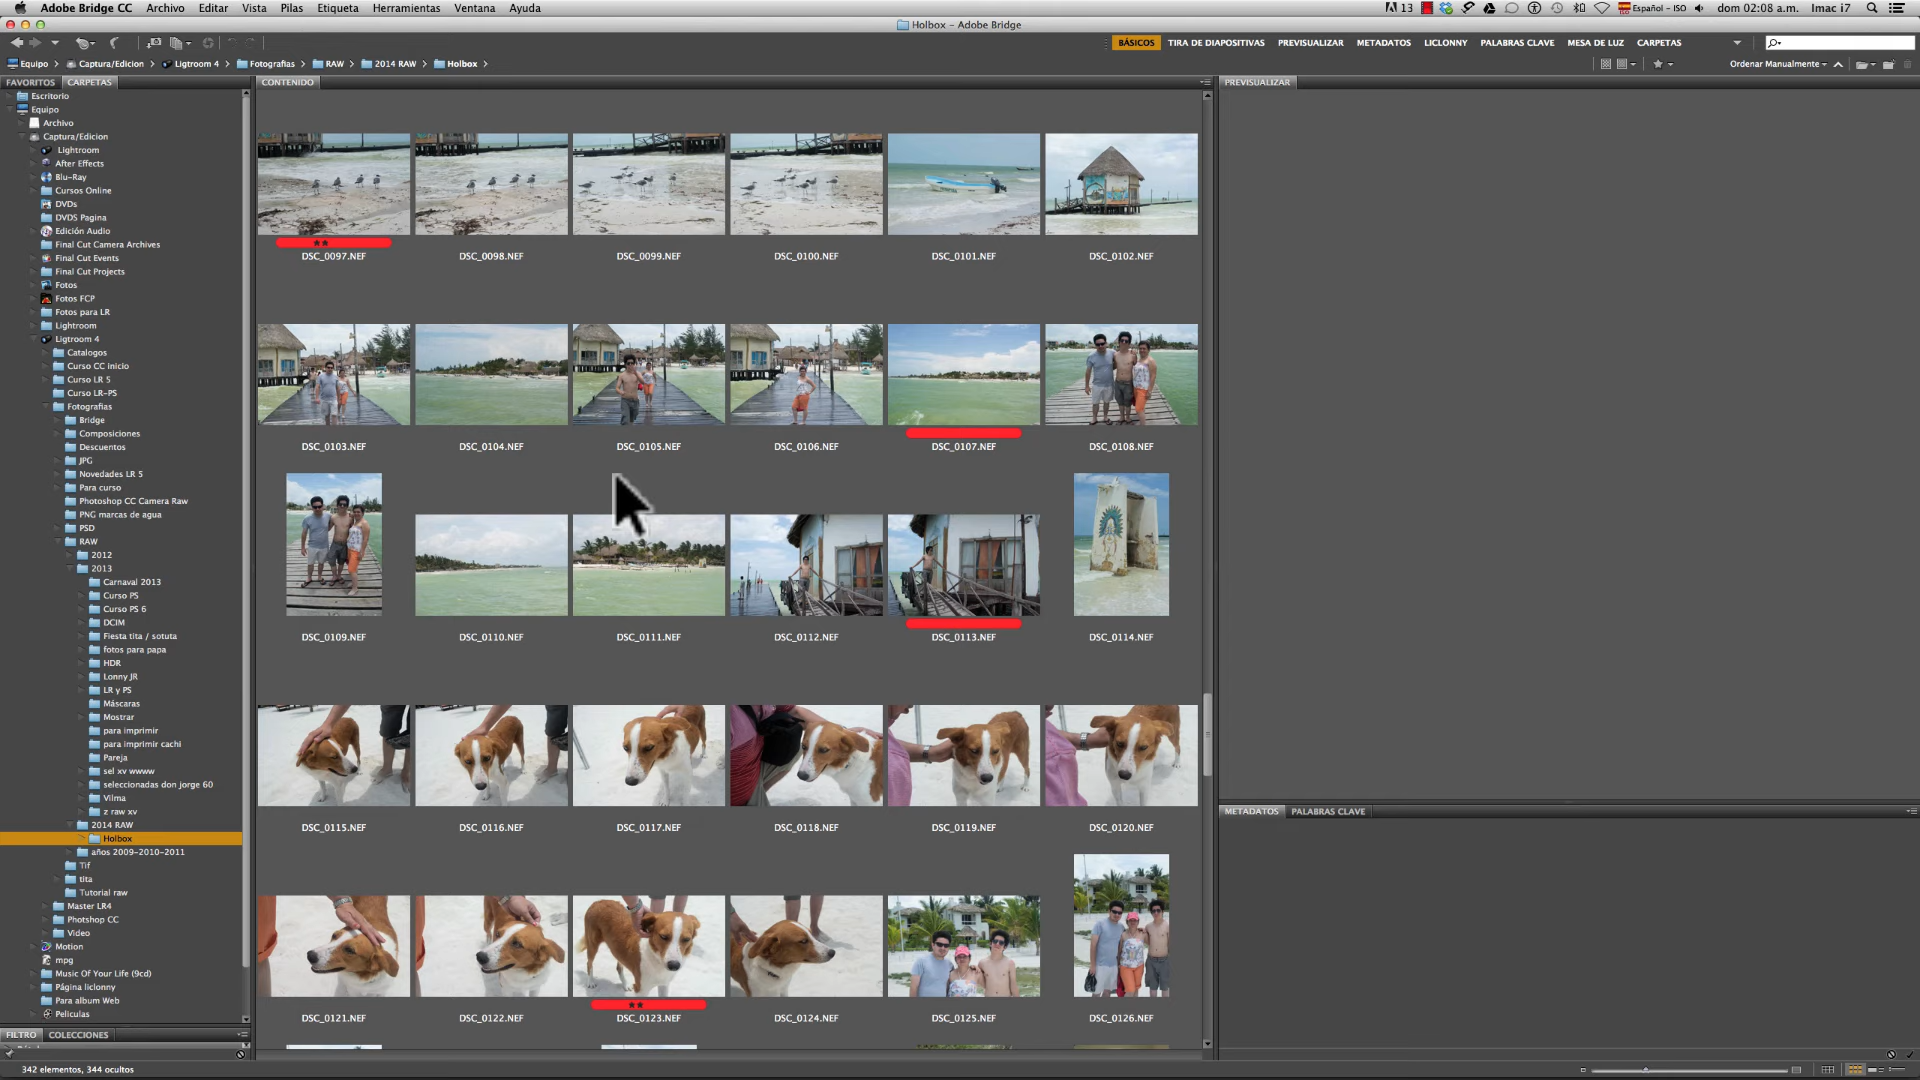 Adobe Bridge CC Archivo Editar Vista Pilas Etiqueta Herramientas Ventana Ayuda 13 Español - ISO dom 02:08 a.m. Imac i7
Holbox – Adobe Bridge
BÁSICOS TIRA DE DIAPOSITIVAS PREVISUALIZAR METADATOS LICLONNY PALABRAS CLAVE MESA DE LUZ CARPETAS
Equipo Captura/Edicion Ligtroom 4 Fotografias RAW 2014 RAW Holbox Ordenar Manualmente
FAVORITOS CARPETAS
Escritorio
Equipo
Archivo
Captura/Edicion
Lightroom
After Effects
Blu-Ray
Cursos Online
DVDs
DVDS Pagina
Edición Audio
Final Cut Camera Archives
Final Cut Events
Final Cut Projects
Fotos
Fotos FCP
Fotos para LR
Lightroom
Ligtroom 4
Catalogos
Curso CC inicio
Curso LR 5
Curso LR-PS
Fotografias
Bridge
Composiciones
Descuentos
JPG
Novedades LR 5
Para curso
Photoshop CC Camera Raw
PNG marcas de agua
PSD
RAW
2012
2013
Carnaval 2013
Curso PS
Curso PS 6
DCIM
Fiesta tita / sotuta
fotos para papa
HDR
Lonny JR
LR y PS
Máscaras
Mostrar
para imprimir
para imprimir cachi
Pareja
sel xv wwww
seleccionadas don jorge 60
Vilma
z raw xv
2014 RAW
Holbox
años 2009-2010-2011
Tif
tita
Tutorial raw
Master LR4
Photshop CC
Video
Motion
mpg
Music Of Your Life (9cd)
Página liclonny
Para album Web
Peliculas
FILTRO COLECCIONES
342 elementos, 344 ocultos
CONTENIDO
DSC_0097.NEF DSC_0098.NEF DSC_0099.NEF DSC_0100.NEF DSC_0101.NEF DSC_0102.NEF
DSC_0103.NEF DSC_0104.NEF DSC_0105.NEF DSC_0106.NEF DSC_0107.NEF DSC_0108.NEF
DSC_0109.NEF DSC_0110.NEF DSC_0111.NEF DSC_0112.NEF DSC_0113.NEF DSC_0114.NEF
DSC_0115.NEF DSC_0116.NEF DSC_0117.NEF DSC_0118.NEF DSC_0119.NEF DSC_0120.NEF
DSC_0121.NEF DSC_0122.NEF DSC_0123.NEF DSC_0124.NEF DSC_0125.NEF DSC_0126.NEF
PREVISUALIZAR
METADATOS PALABRAS CLAVE